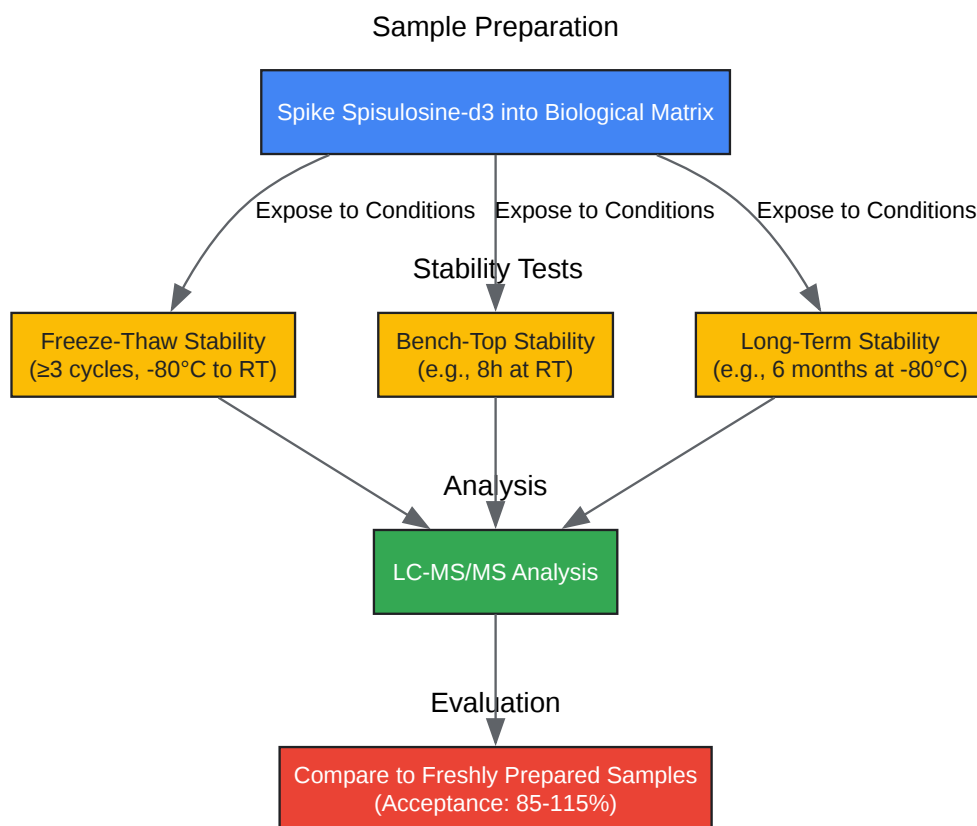 Sample Preparation
Spike Spisulosine-d3 into Biological Matrix
Expose to Conditions
Expose to Conditions
Expose to Conditions
Stability Tests
Freeze-Thaw Stability
(≥3 cycles, -80°C to RT)
Bench-Top Stability
(e.g., 8h at RT)
Long-Term Stability
(e.g., 6 months at -80°C)
Analysis
LC-MS/MS Analysis
Evaluation
Compare to Freshly Prepared Samples
(Acceptance: 85-115%)